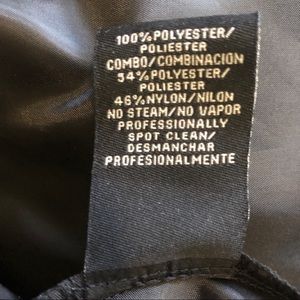 100% POLYESTER/
POLIESTER
COMBO/COMBINACION
54% POLYESTER/
POLIESTER
46% NYLON/NILON
NO STEAM/NO VAPOR
PROFESSIONALLY
SPOT CLEAN/
DESMANCHAR
PROFESIONALMENTE